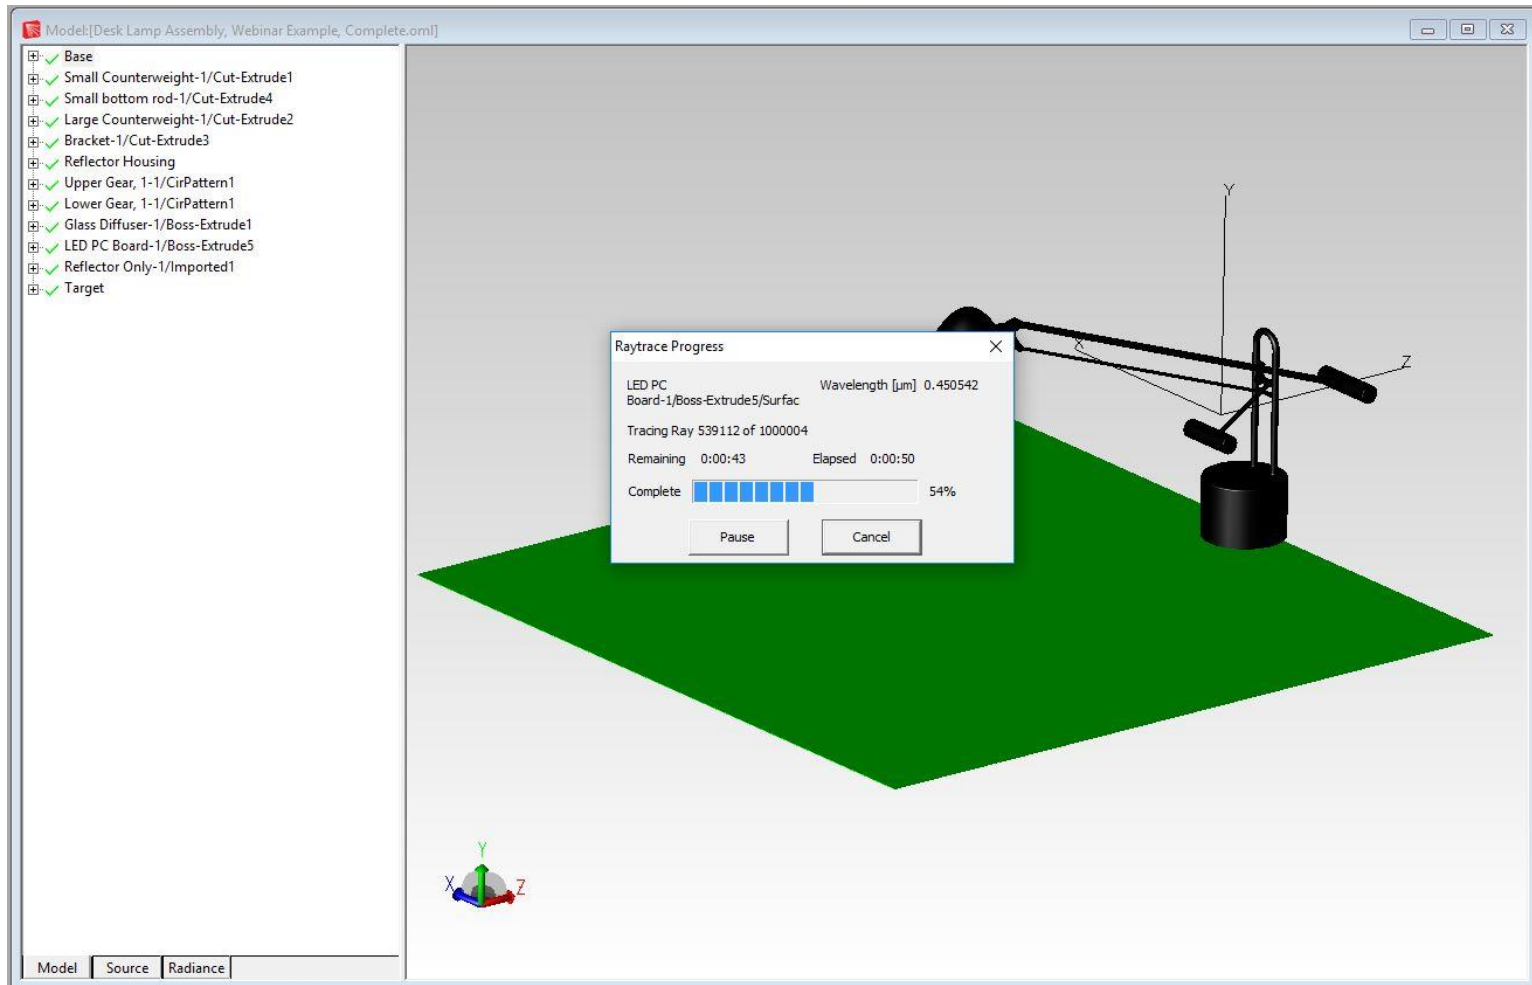 Model:[Desk Lamp Assembly, Webinar Example, Complete.oml]
Base
Small Counterweight-1/Cut-Extrude1
Small bottom rod-1/Cut-Extrude4
Large Counterweight-1/Cut-Extrude2
Bracket-1/Cut-Extrude3
Reflector Housing
Upper Gear, 1-1/CirPattern1
Lower Gear, 1-1/CirPattern1
Glass Diffuser-1/Boss-Extrude1
LED PC Board-1/Boss-Extrude5
Reflector Only-1/Imported1
Target
Y
X
Z
Raytrace Progress
LED PC Wavelength [µm] 0.450542
Board-1/Boss-Extrude5/Surfac
Tracing Ray 539112 of 1000004
Remaining 0:00:43 Elapsed 0:00:50
Complete 54%
Pause Cancel
Y
X Z
Model Source Radiance